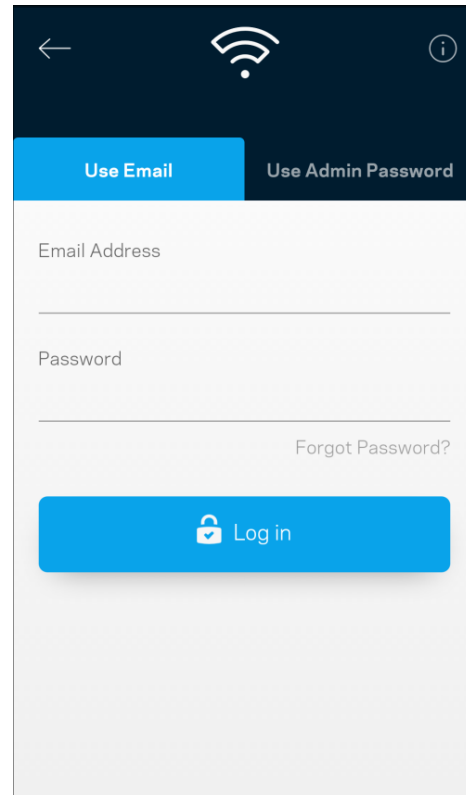 Use Email
Use Admin Password
Email Address
Password
Forgot Password?
Log in